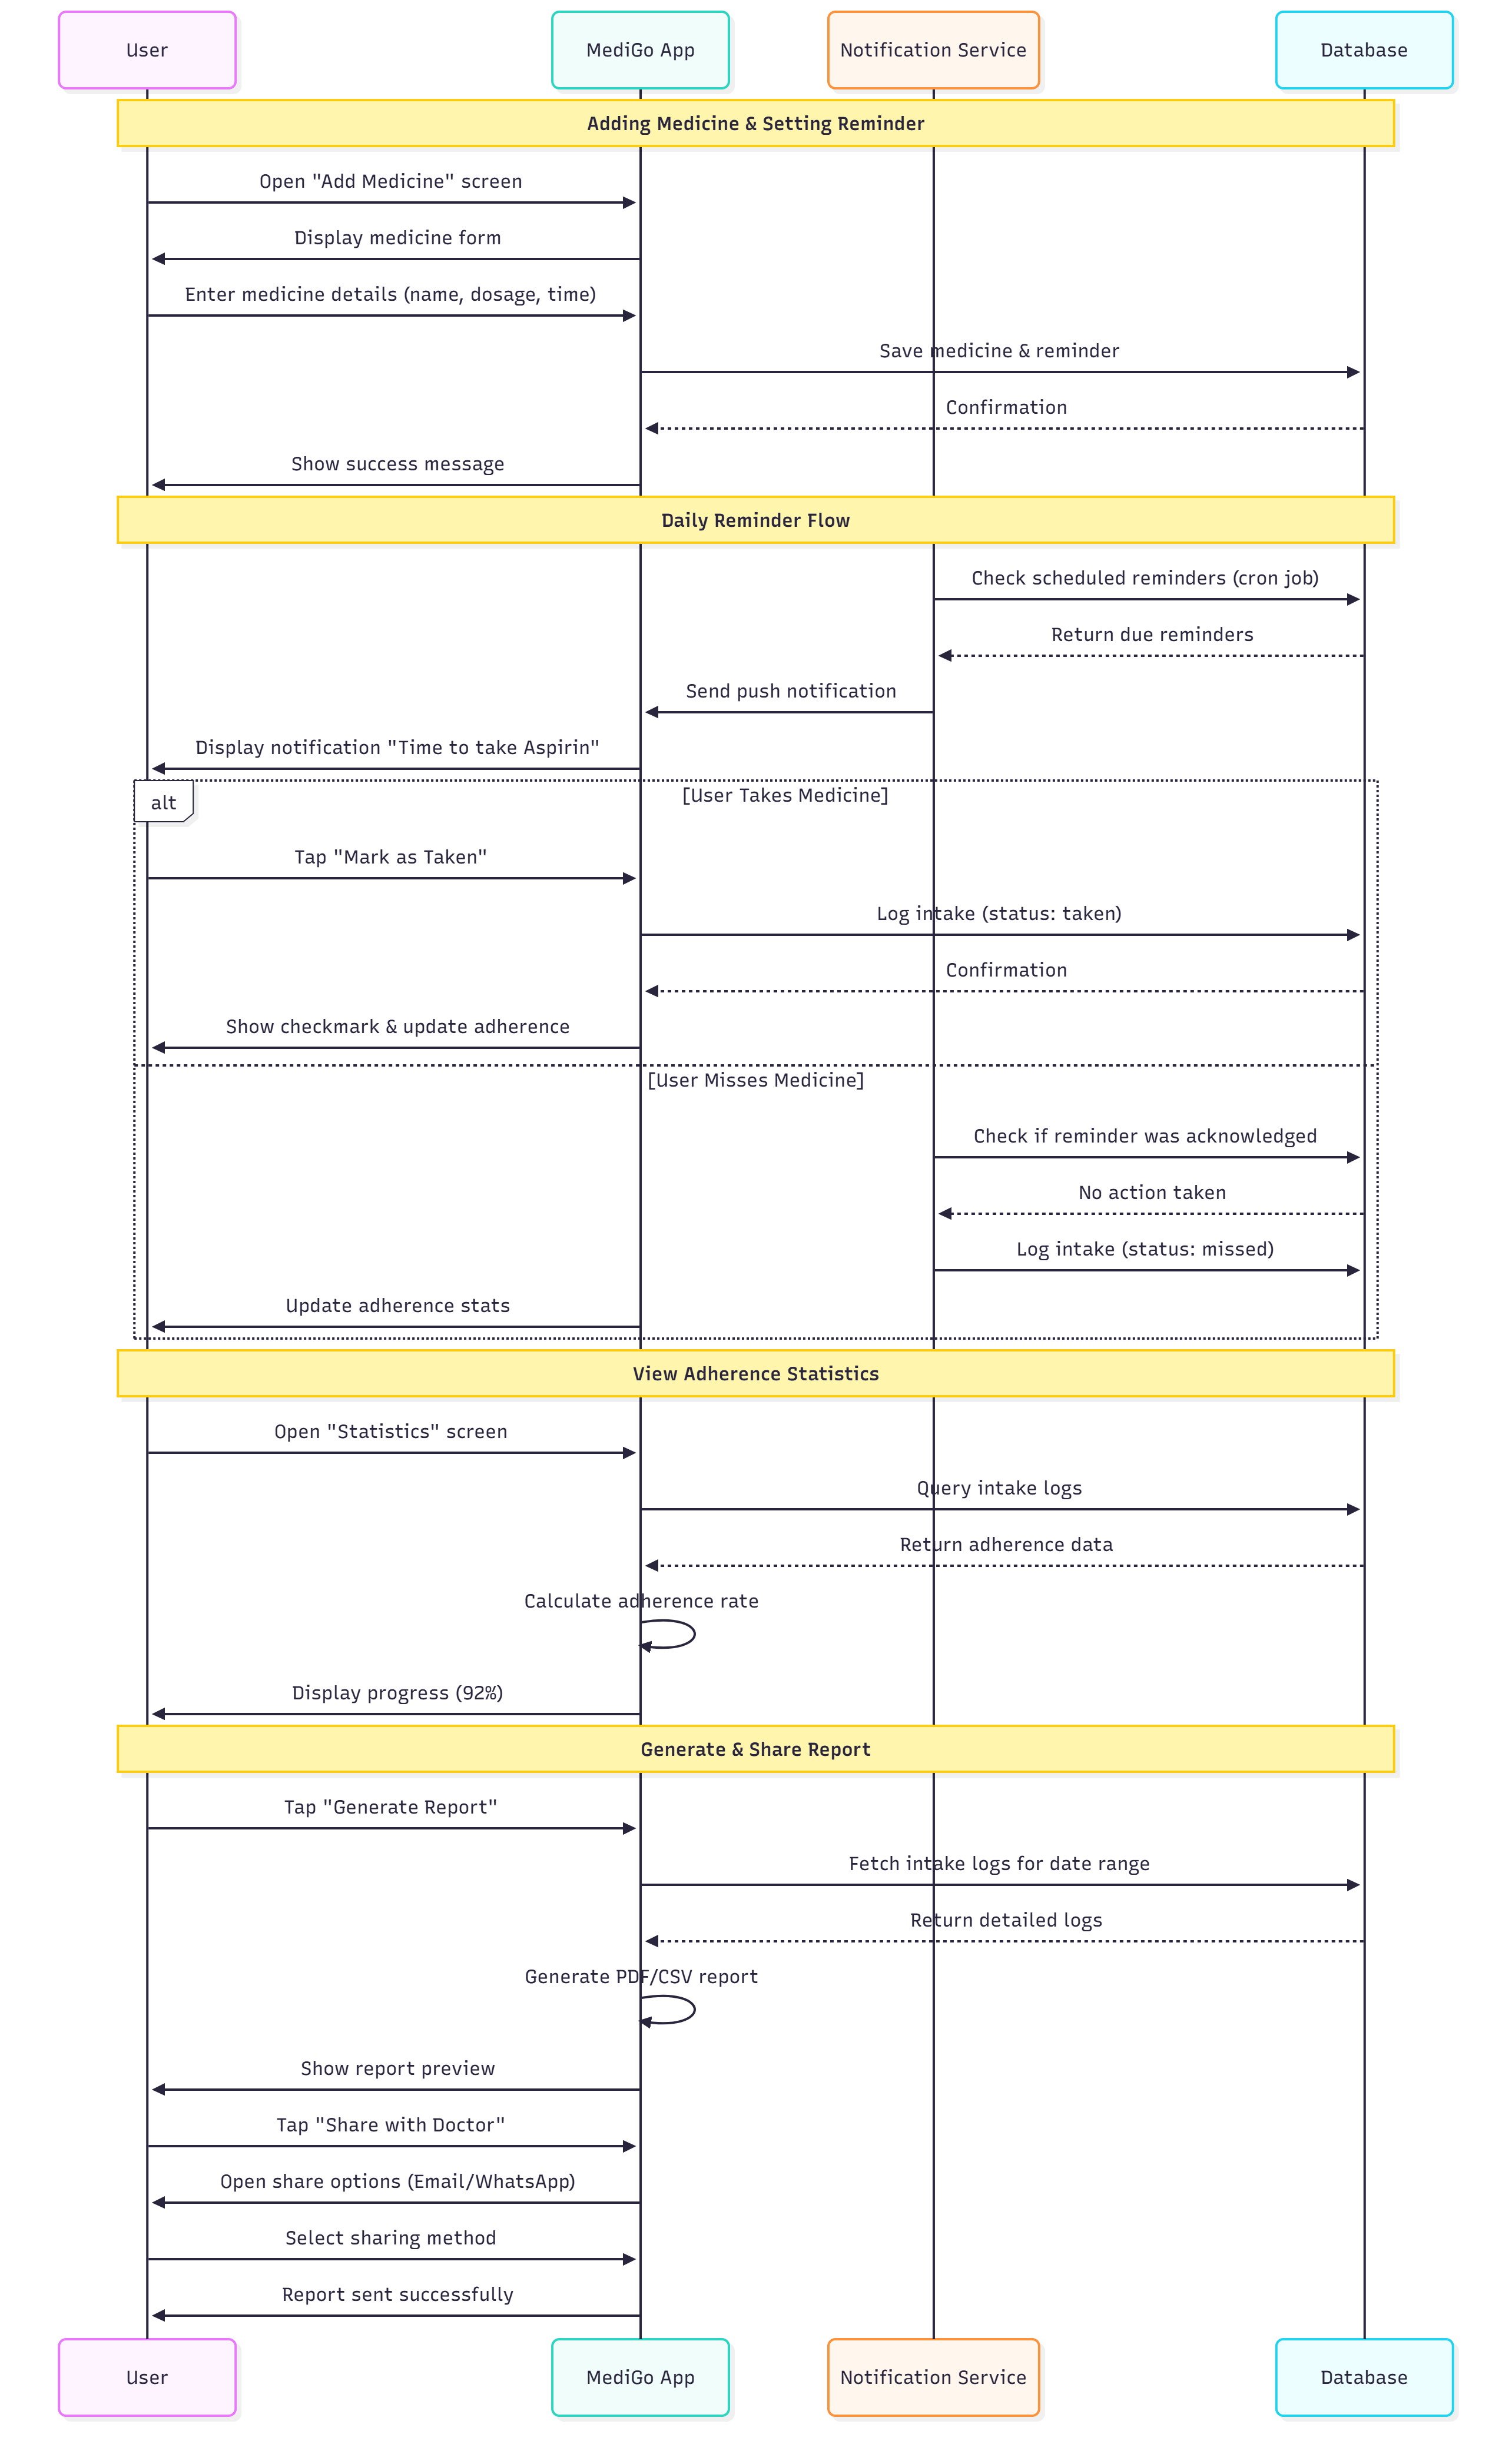 User
MediGo App
Notification Service
Database
Adding Medicine & Setting Reminder
Open "Add Medicine" screen
Display medicine form
Enter medicine details (name, dosage, time)
Save medicine & reminder
Confirmation
Show success message
Daily Reminder Flow
Check scheduled reminders (cron job)
Return due reminders
Send push notification
Display notification "Time to take Aspirin"
alt
[User Takes Medicine]
Tap "Mark as Taken"
Log intake (status: taken)
Confirmation
Show checkmark & update adherence
[User Misses Medicine]
Check if reminder was acknowledged
No action taken
Log intake (status: missed)
Update adherence stats
View Adherence Statistics
Open "Statistics" screen
Query intake logs
Return adherence data
Calculate adherence rate
Display progress (92%)
Generate & Share Report
Tap "Generate Report"
Fetch intake logs for date range
Return detailed logs
Generate PDF/CSV report
Show report preview
Tap "Share with Doctor"
Open share options (Email/WhatsApp)
Select sharing method
Report sent successfully
User
MediGo App
Notification Service
Database